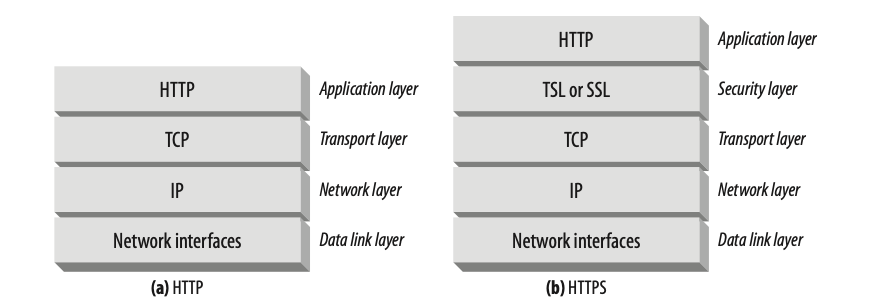 HTTP Application layer
TCP Transport layer
IP Network layer
Network interfaces Data link layer
(a) HTTP
HTTP Application layer
TSL or SSL Security layer
TCP Transport layer
IP Network layer
Network interfaces Data link layer
(b) HTTPS